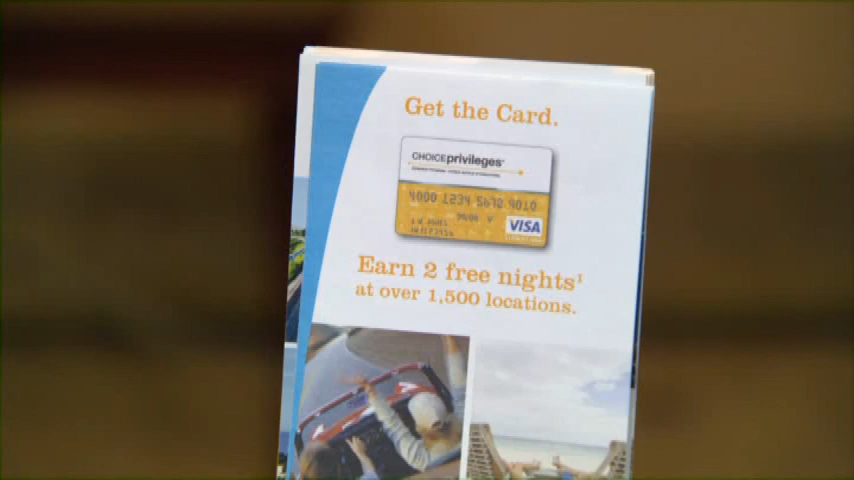 Get the Card.
CHOICEprivileges
4000 1234 5678 9010
VISA
Earn 2 free nights¹
at over 1,500 locations.